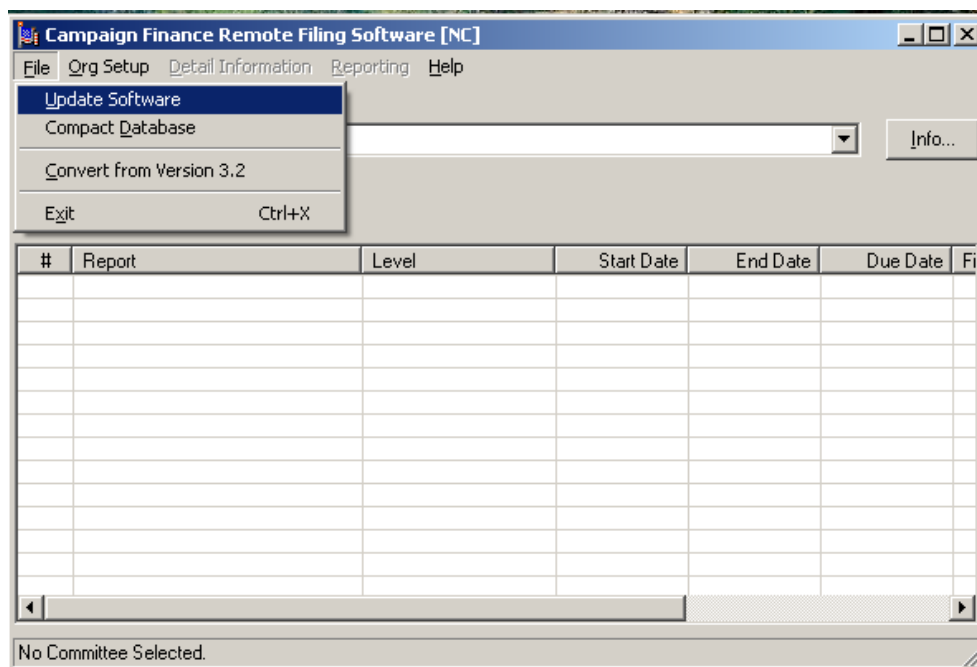 Campaign Finance Remote Filing Software [NC]
File Org Setup Detail Information Reporting Help
Update Software
Compact Database
Info...
Convert from Version 3.2
Exit Ctrl+X
# Report Level Start Date End Date Due Date Fi
No Committee Selected.